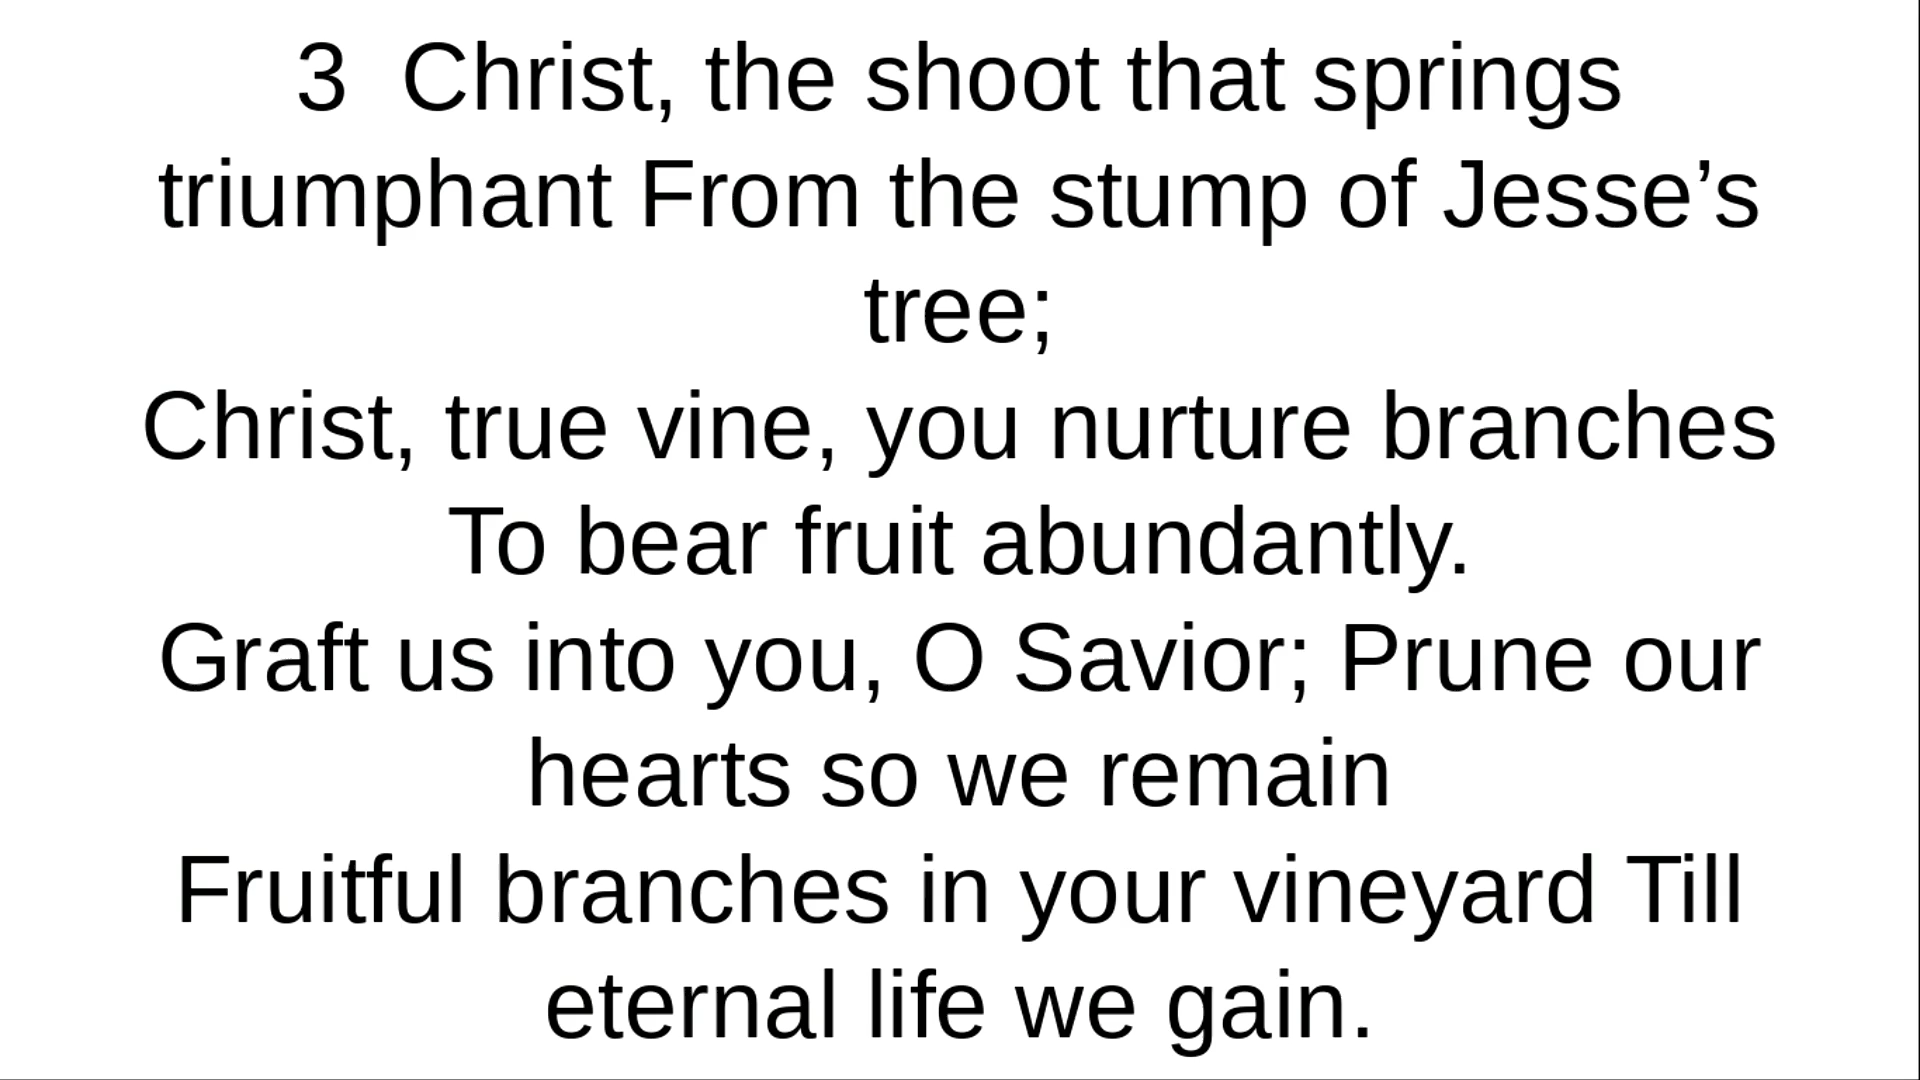 3  Christ, the shoot that springs
triumphant From the stump of Jesse’s
tree;
Christ, true vine, you nurture branches
To bear fruit abundantly.
Graft us into you, O Savior; Prune our
hearts so we remain
Fruitful branches in your vineyard Till
eternal life we gain.